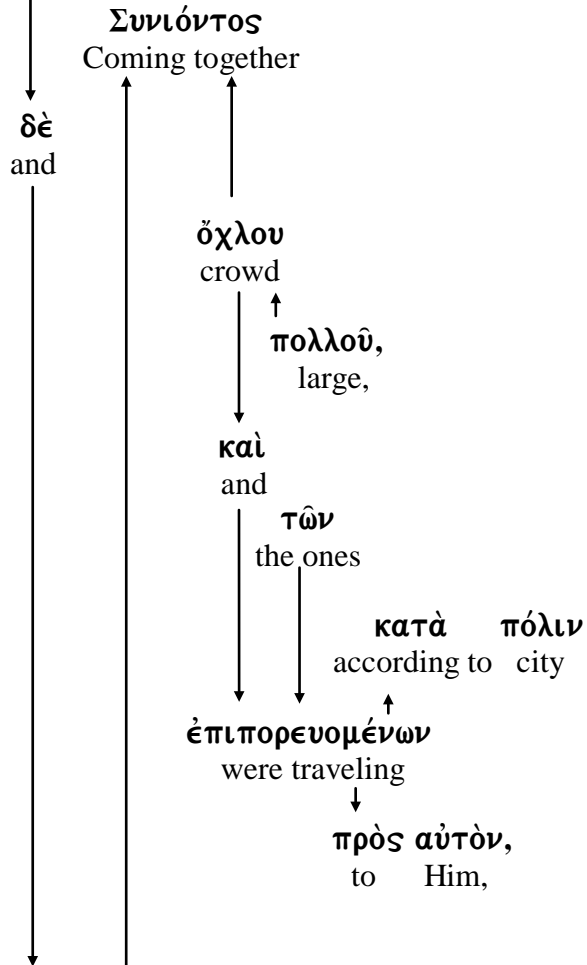 Συνιόντος
Coming together
δὲ
and
ὄχλου
crowd
πολλοῦ,
large,
καὶ
and
τῶν
the ones
κατὰ πόλιν
according to city
ἐπιπορευομένων
were traveling
πρὸς αὐτὸν,
to Him,